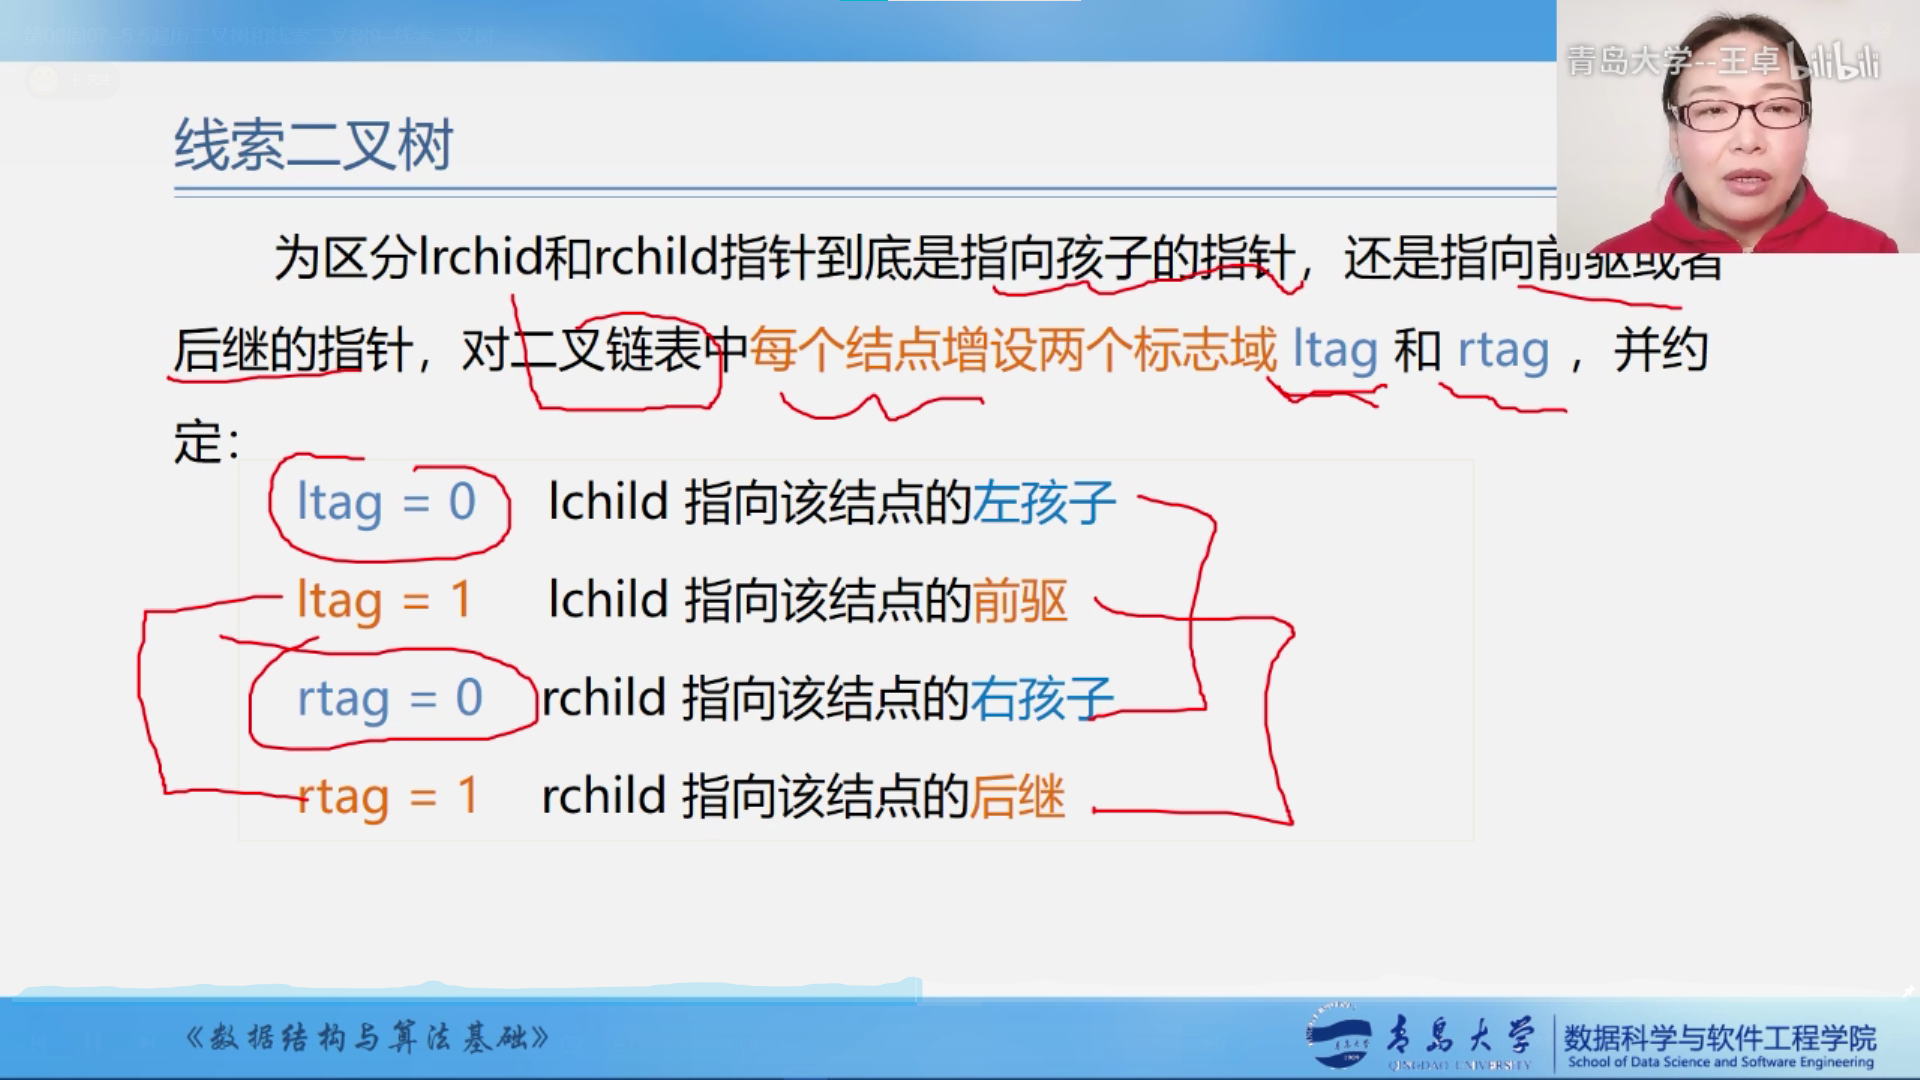 青岛大学--王卓 bilibili
线索二叉树
为区分lrchid和rchild指针到底是指向孩子的指针，还是指向前驱或者
后继的指针，对二叉链表中每个结点增设两个标志域 ltag 和 rtag ，并约
定：
ltag = 0 lchild 指向该结点的左孩子
ltag = 1 lchild 指向该结点的前驱
rtag = 0 rchild 指向该结点的右孩子
rtag = 1 rchild 指向该结点的后继
《数据结构与算法基础》
青岛大学
QINGDAO UNIVERSITY
数据科学与软件工程学院
School of Data Science and Software Engineering